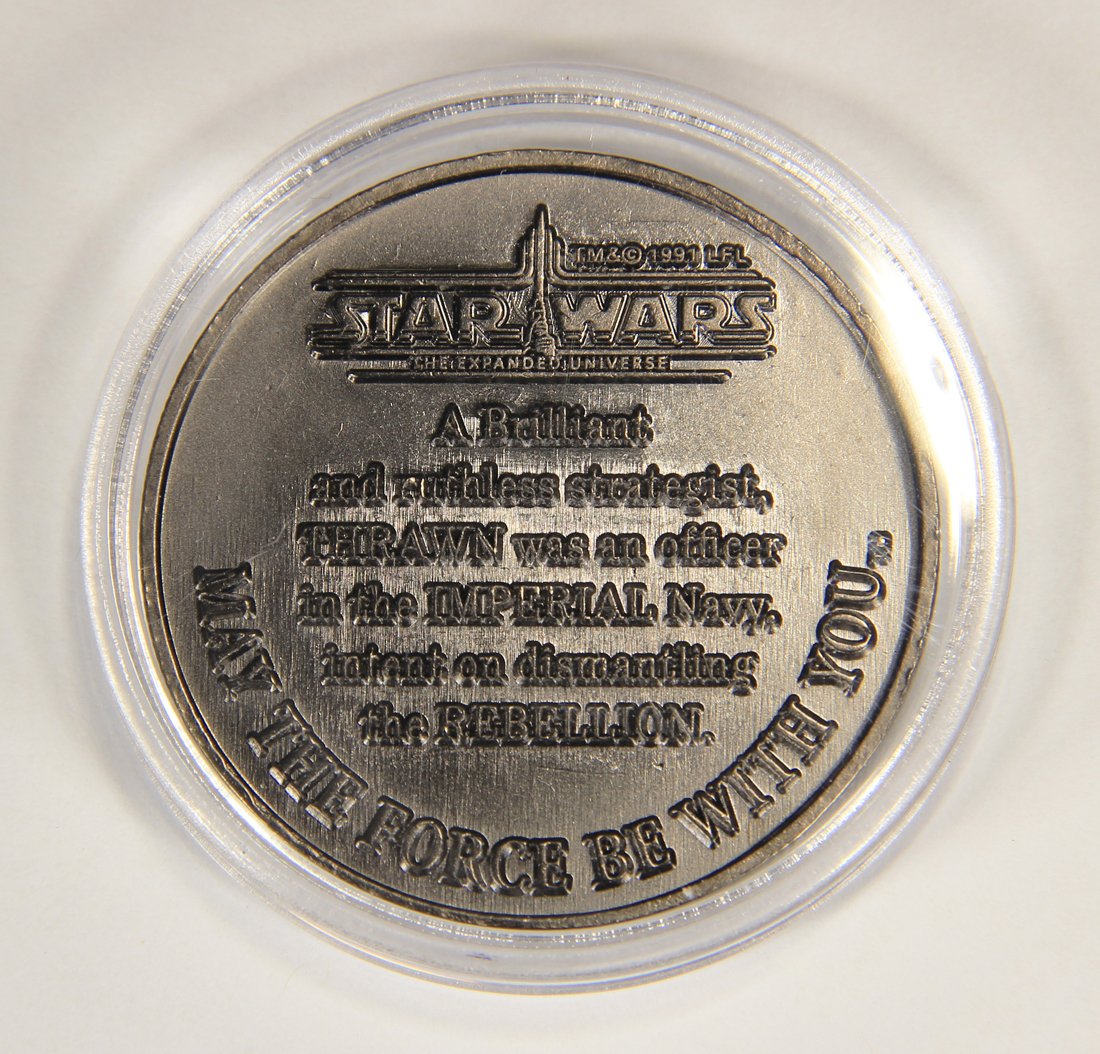 TM&© 1991 LFL
STAR WARS
THE EXPANDED UNIVERSE
A Brilliant
and ruthless strategist,
THRAWN was an officer
in the IMPERIAL Navy,
intent on dismantling
the REBELLION.
MAY THE FORCE BE WITH YOU...